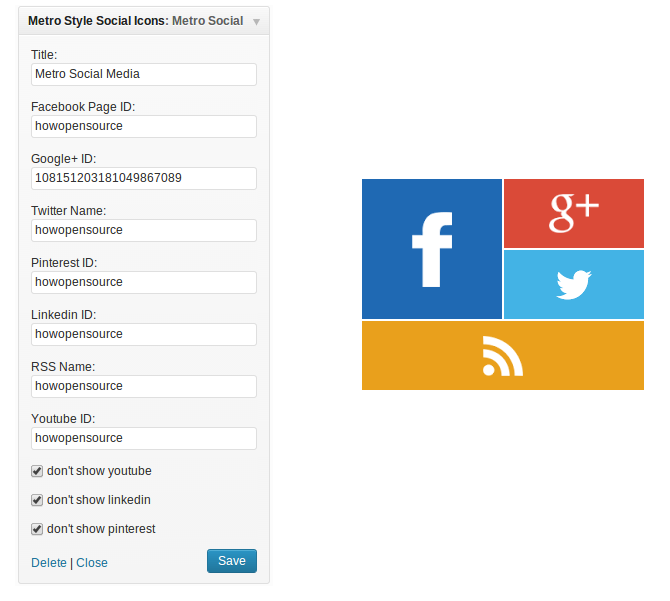 Metro Style Social Icons: Metro Social
Title:
Metro Social Media
Facebook Page ID:
howopensource
Google+ ID:
108151203181049867089
Twitter Name:
howopensource
Pinterest ID:
howopensource
Linkedin ID:
howopensource
RSS Name:
howopensource
Youtube ID:
howopensource
don't show youtube
don't show linkedin
don't show pinterest
Delete | Close
Save
f
g+